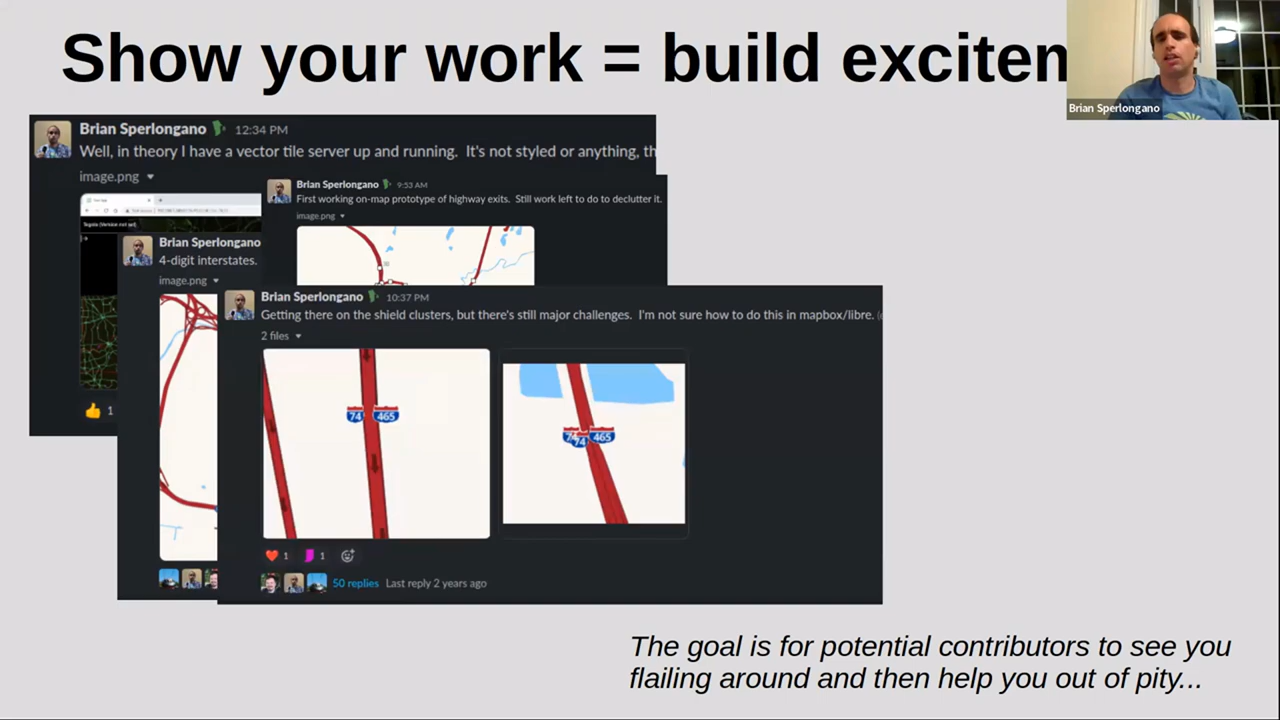 Show your work = build excitem
Brian Sperlongano
Brian Sperlongano 12:34 PM
Well, in theory I have a vector tile server up and running. It's not styled or anything, th
image.png
Brian Sperlongano 9:53 AM
First working on-map prototype of highway exits. Still work left to do to declutter it.
image.png
Brian Sperlongano
4-digit interstates.
image.png
Brian Sperlongano 10:37 PM
Getting there on the shield clusters, but there's still major challenges. I'm not sure how to do this in mapbox/libre.
2 files
74 465
74 74 465
1
1 1
50 replies Last reply 2 years ago
The goal is for potential contributors to see you
flailing around and then help you out of pity...